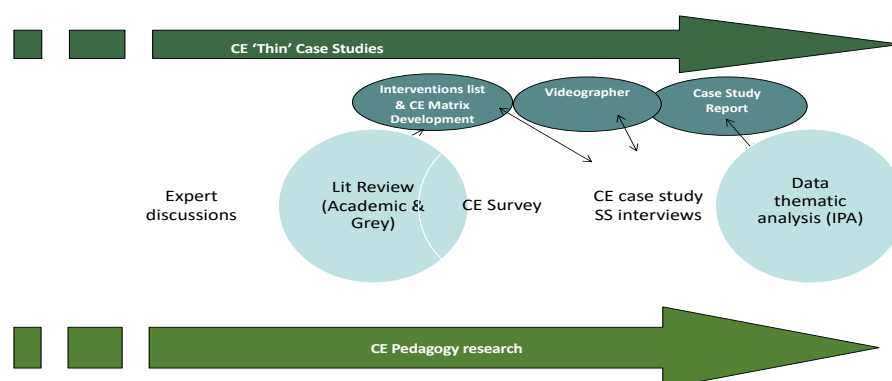 CE ‘Thin’ Case Studies
Interventions list
& CE Matrix
Development
Videographer
Case Study
Report
Expert
discussions
Lit Review
(Academic &
Grey)
CE Survey
CE case study
SS interviews
Data
thematic
analysis (IPA)
CE Pedagogy research